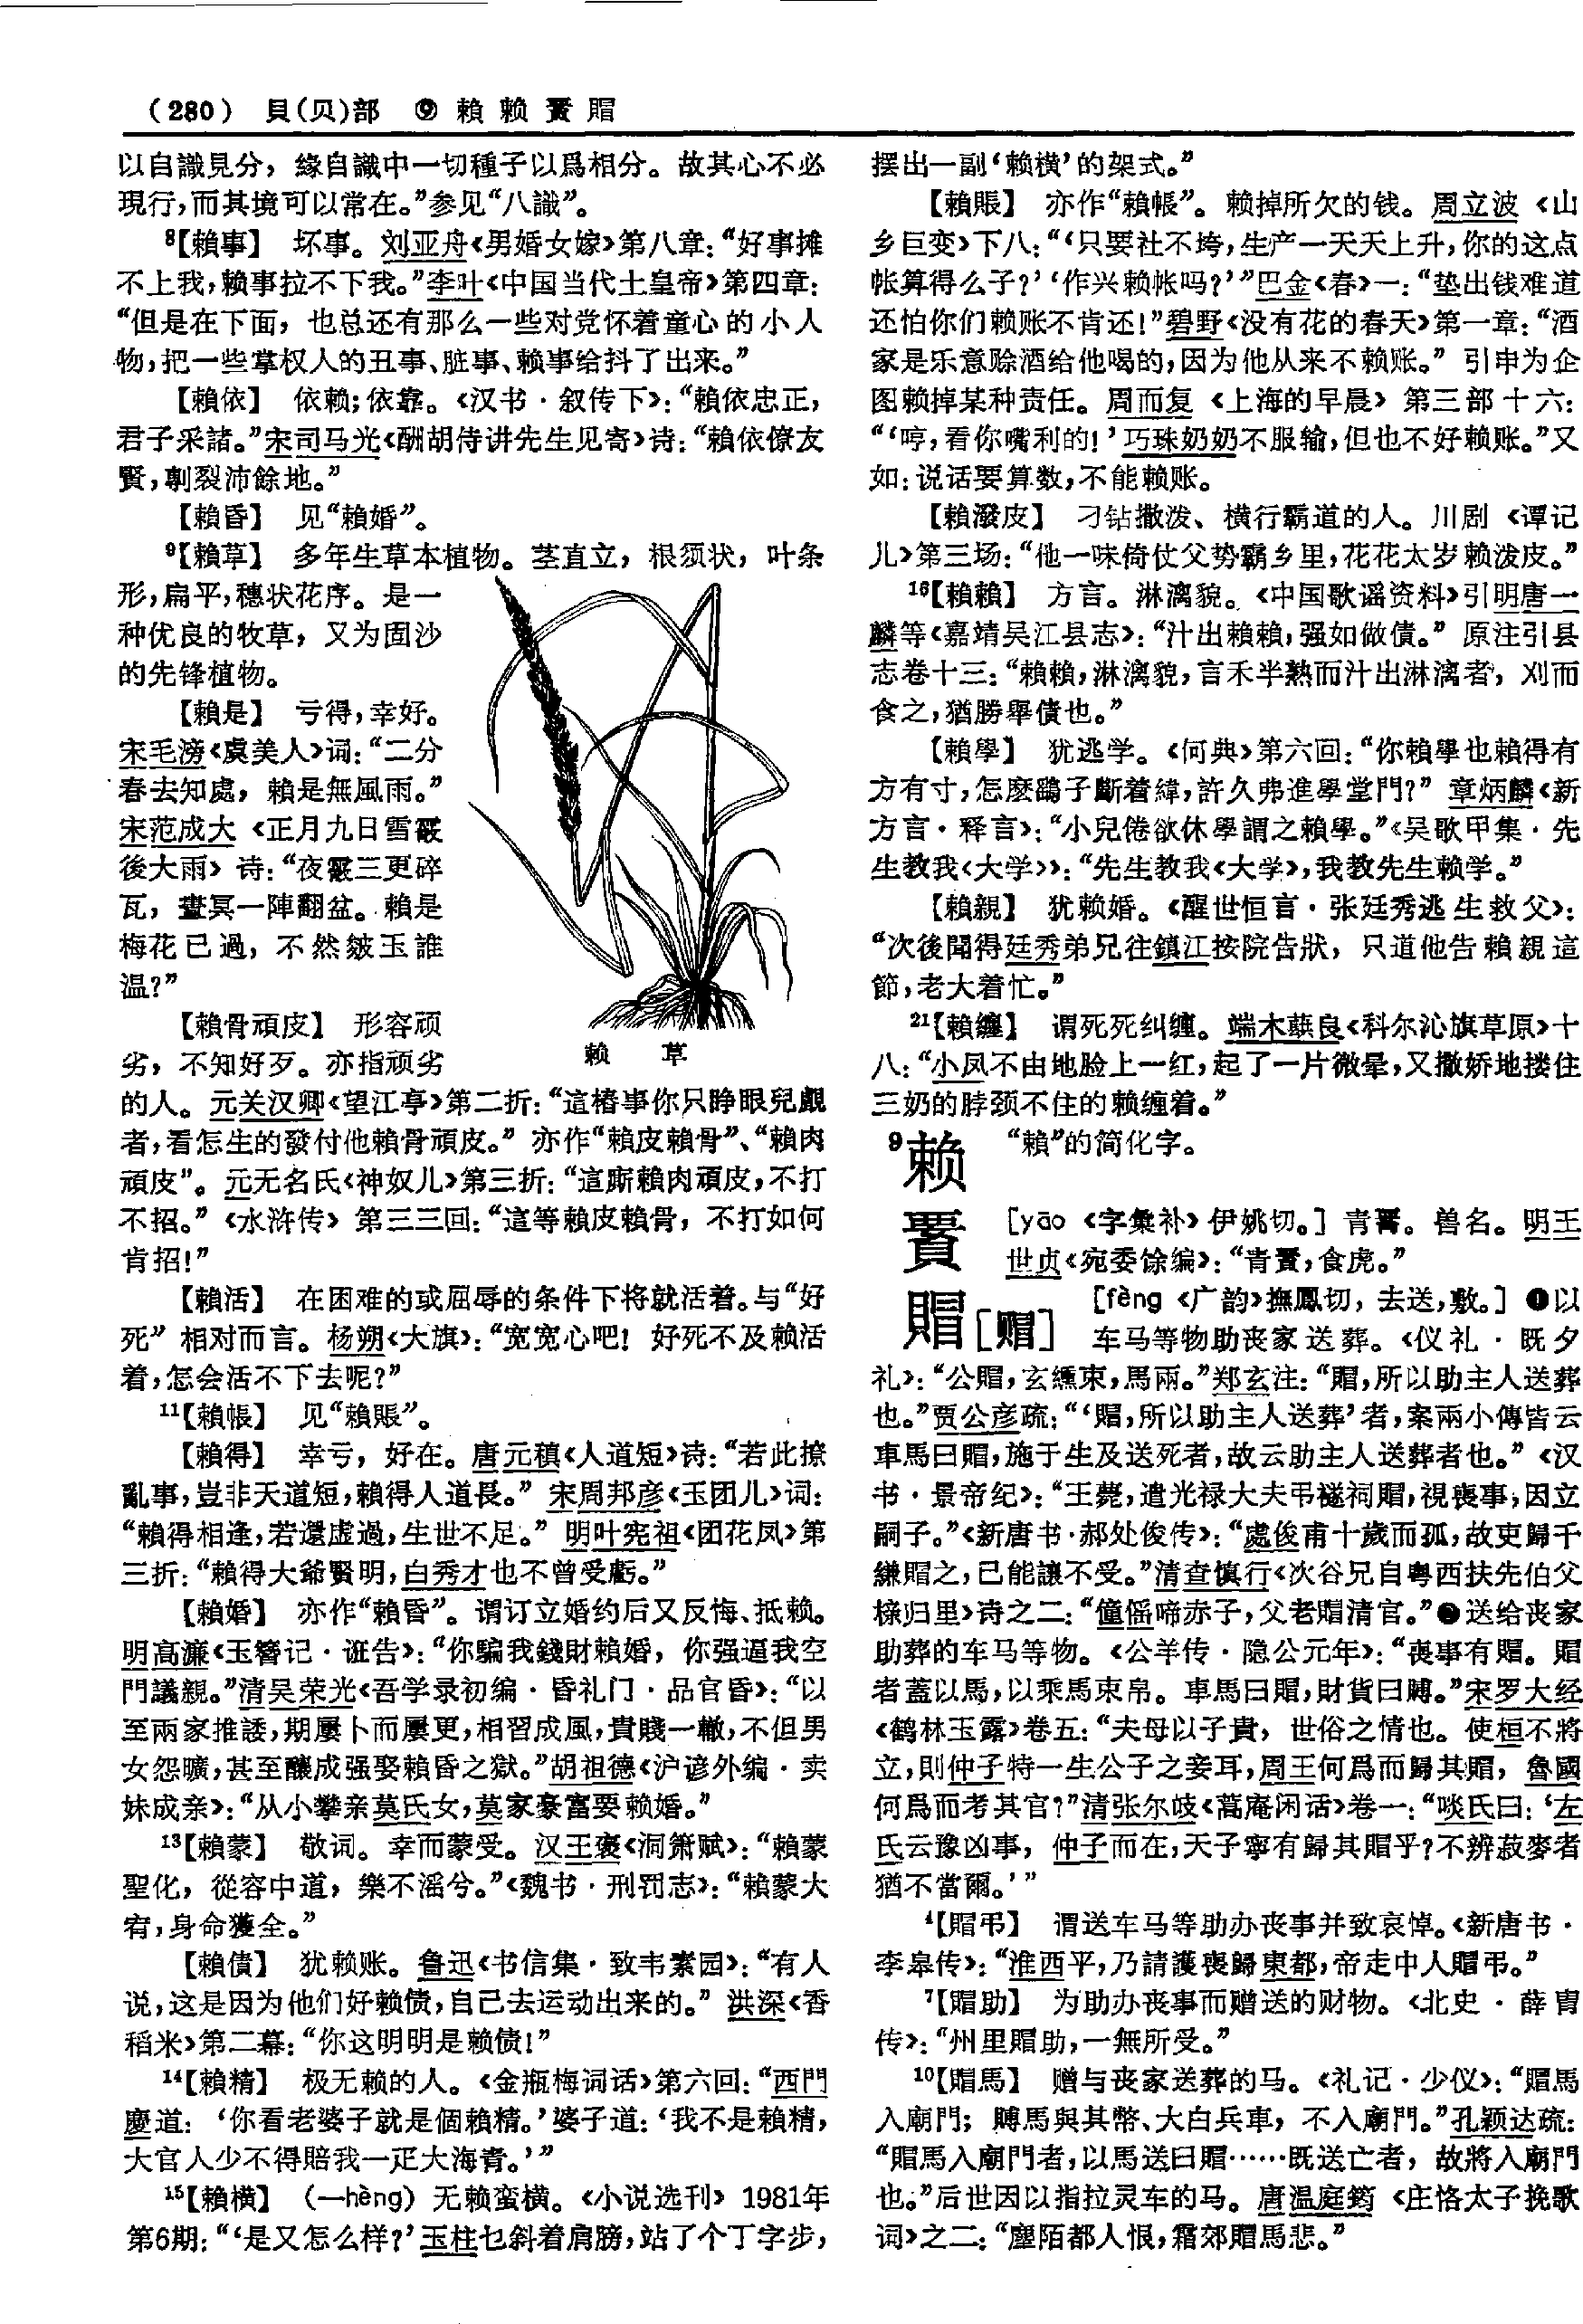 (280) 貝(贝)部 ⑨ 賴 赖 賮 賵
以自識見分，緣自識中一切種子以爲相分。故其心不必
現行，而其境可以常在。”参见“八識”。
8【賴事】 坏事。刘亚舟《男婚女嫁》第八章：“好事摊
不上我，赖事拉不下我。”李叶《中国当代土皇帝》第四章：
“但是在下面，也总还有那么一些对党怀着童心的小人
物，把一些掌权人的丑事、脏事、赖事给抖了出来。”
【賴依】 依赖；依靠。《汉书·叙传下》：“賴依忠正，
君子采諸。”宋司马光《酬胡侍讲先生见寄》诗：“賴依僚友
賢，剸裂沛餘地。”
【賴昏】 见“賴婚”。
9【賴草】 多年生草本植物。茎直立，根须状，叶条
形，扁平，穗状花序。是一
种优良的牧草，又为固沙
的先锋植物。
【賴是】 亏得，幸好。
宋毛滂《虞美人》词：“二分
春去知處，賴是無風雨。”
宋范成大《正月九日雪霰
後大雨》诗：“夜霰三更碎
瓦，晝冥一陣翻盆。賴是
梅花已過，不然皴玉誰
温？”
【賴骨頑皮】 形容顽
劣，不知好歹。亦指顽劣
赖 草
的人。元关汉卿《望江亭》第二折：“這樁事你只睁眼兒覷
者，看怎生的發付他賴骨頑皮。”亦作“賴皮賴骨”、“賴肉
頑皮”。元无名氏《神奴儿》第三折：“這厮賴肉頑皮，不打
不招。”《水浒传》第三三回：“這等賴皮賴骨，不打如何
肯招！”
【賴活】 在困难的或屈辱的条件下将就活着。与“好
死”相对而言。杨朔《大旗》：“宽宽心吧！好死不及赖活
着，怎会活不下去呢？”
11【賴帳】 见“賴賬”。
【賴得】 幸亏，好在。唐元稹《人道短》诗：“若此撩
亂事，豈非天道短，賴得人道長。”宋周邦彦《玉团儿》词：
“賴得相逢，若還虚過，生世不足。”明叶宪祖《团花凤》第
三折：“賴得大爺賢明，白秀才也不曾受虧。”
【賴婚】 亦作“賴昏”。谓订立婚约后又反悔、抵赖。
明高濂《玉簪记·诳告》：“你騙我錢財賴婚，你强逼我空
門議親。”清吴荣光《吾学录初编·昏礼门·品官昏》：“以
至兩家推諉，期屢卜而屢更，相習成風，貴賤一轍，不但男
女怨曠，甚至釀成强娶賴昏之獄。”胡祖德《沪谚外编·卖
妹成亲》：“从小攀亲莫氏女，莫家豪富要赖婚。”
13【賴蒙】 敬词。幸而蒙受。汉王褒《洞箫赋》：“賴蒙
聖化，從容中道，樂不淫兮。”《魏书·刑罚志》：“賴蒙大
宥，身命獲全。”
【賴債】 犹赖账。鲁迅《书信集·致韦素园》：“有人
说，这是因为他们好赖债，自己去运动出来的。”洪深《香
稻米》第二幕：“你这明明是赖债！”
14【賴精】 极无赖的人。《金瓶梅词话》第六回：“西門
慶道：‘你看老婆子就是個賴精。’婆子道：‘我不是賴精，
大官人少不得賠我一疋大海青。’”
15【賴横】 （—hèng）无赖蛮横。《小说选刊》1981年
第6期：“‘是又怎么样？’玉柱乜斜着肩膀，站了个丁字步，
摆出一副‘赖横’的架式。”
【賴賬】 亦作“賴帳”。赖掉所欠的钱。周立波《山
乡巨变》下八：“‘只要社不垮，生产一天天上升，你的这点
帐算得么子？’‘作兴赖帐吗？’”巴金《春》一：“垫出钱难道
还怕你们赖账不肯还！”碧野《没有花的春天》第一章：“酒
家是乐意赊酒给他喝的，因为他从来不赖账。”引申为企
图赖掉某种责任。周而复《上海的早晨》第三部十六：
“‘哼，看你嘴利的！’巧珠奶奶不服输，但也不好赖账。”又
如：说话要算数，不能赖账。
【賴潑皮】 刁钻撒泼、横行霸道的人。川剧《谭记
儿》第三场：“他一味倚仗父势霸乡里，花花太岁赖泼皮。”
16【賴賴】 方言。淋漓貌。《中国歌谣资料》引明唐一
麟等《嘉靖吴江县志》：“汁出賴賴，强如做債。”原注引县
志卷十三：“賴賴，淋漓貌，言禾半熟而汁出淋漓者，刈而
食之，猶勝舉債也。”
【賴學】 犹逃学。《何典》第六回：“你賴學也賴得有
方有寸，怎麽鷂子斷着線，許久弗進學堂門？”章炳麟《新
方言·释言》：“小兒倦欲休學謂之賴學。”《吴歌甲集·先
生教我〈大学〉》：“先生教我《大学》，我教先生赖学。”
【賴親】 犹赖婚。《醒世恒言·张廷秀逃生救父》：
“次後聞得廷秀弟兄往鎮江按院告狀，只道他告賴親這
節，老大着忙。”
21【賴纏】 谓死死纠缠。端木蕻良《科尔沁旗草原》十
八：“小凤不由地脸上一红，起了一片微晕，又撒娇地搂住
三奶的脖颈不住的赖缠着。”
9赖 “賴”的简化字。
[yāo《字彙补》伊姚切。] 青䝞。兽名。明王
世贞《宛委馀编》：“青䝞，食虎。”
賵[赗] [fèng《广韵》撫鳳切，去送，敷。] ❶以
车马等物助丧家送葬。《仪礼·既夕
礼》：“公賵，玄纁束，馬兩。”郑玄注：“賵，所以助主人送葬
也。”贾公彦疏：“‘賵，所以助主人送葬’者，案兩小傳皆云
車馬曰賵，施于生及送死者，故云助主人送葬者也。”《汉
书·景帝纪》：“王薨，遣光禄大夫弔襚祠賵，視喪事，因立
嗣子。”《新唐书·郝处俊传》：“處俊甫十歲而孤，故吏歸千
縑賵之，已能讓不受。”清查慎行《次谷兄自粤西扶先伯父
榇归里》诗之二：“僮傜啼赤子，父老賵清官。”❷送给丧家
助葬的车马等物。《公羊传·隐公元年》：“喪事有賵。賵
者蓋以馬，以乘馬束帛。車馬曰賵，財貨曰賻。”宋罗大经
《鹤林玉露》卷五：“夫母以子貴，世俗之情也。使桓不將
立，則仲子特一生公子之妾耳，周王何爲而歸其賵，魯國
何爲而考其宫？”清张尔岐《蒿庵闲话》卷一：“啖氏曰：‘左
氏云豫凶事，仲子而在，天子寧有歸其賵乎？不辨菽麥者
猶不當爾。’”
4【賵弔】 谓送车马等助办丧事并致哀悼。《新唐书·
李皋传》：“淮西平，乃請護喪歸東都，帝走中人賵弔。”
7【賵助】 为助办丧事而赠送的财物。《北史·薛胄
传》：“州里賵助，一無所受。”
10【賵馬】 赠与丧家送葬的马。《礼记·少仪》：“賵馬
入廟門；賻馬與其幣、大白兵車，不入廟門。”孔颖达疏：
“賵馬入廟門者，以馬送曰賵……既送亡者，故將入廟門
也。”后世因以指拉灵车的马。唐温庭筠《庄恪太子挽歌
词》之二：“塵陌都人恨，霜郊賵馬悲。”